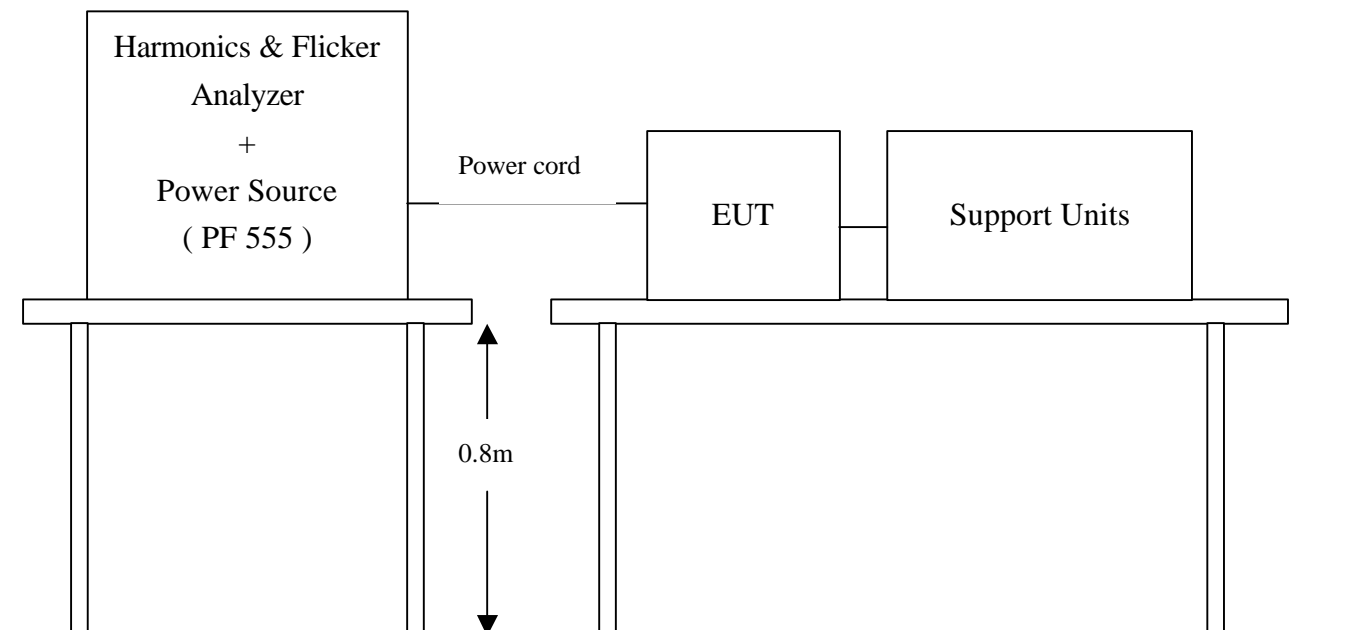 Harmonics & Flicker
Analyzer
+
Power Source
( PF 555 )
Power cord
EUT
Support Units
0.8m